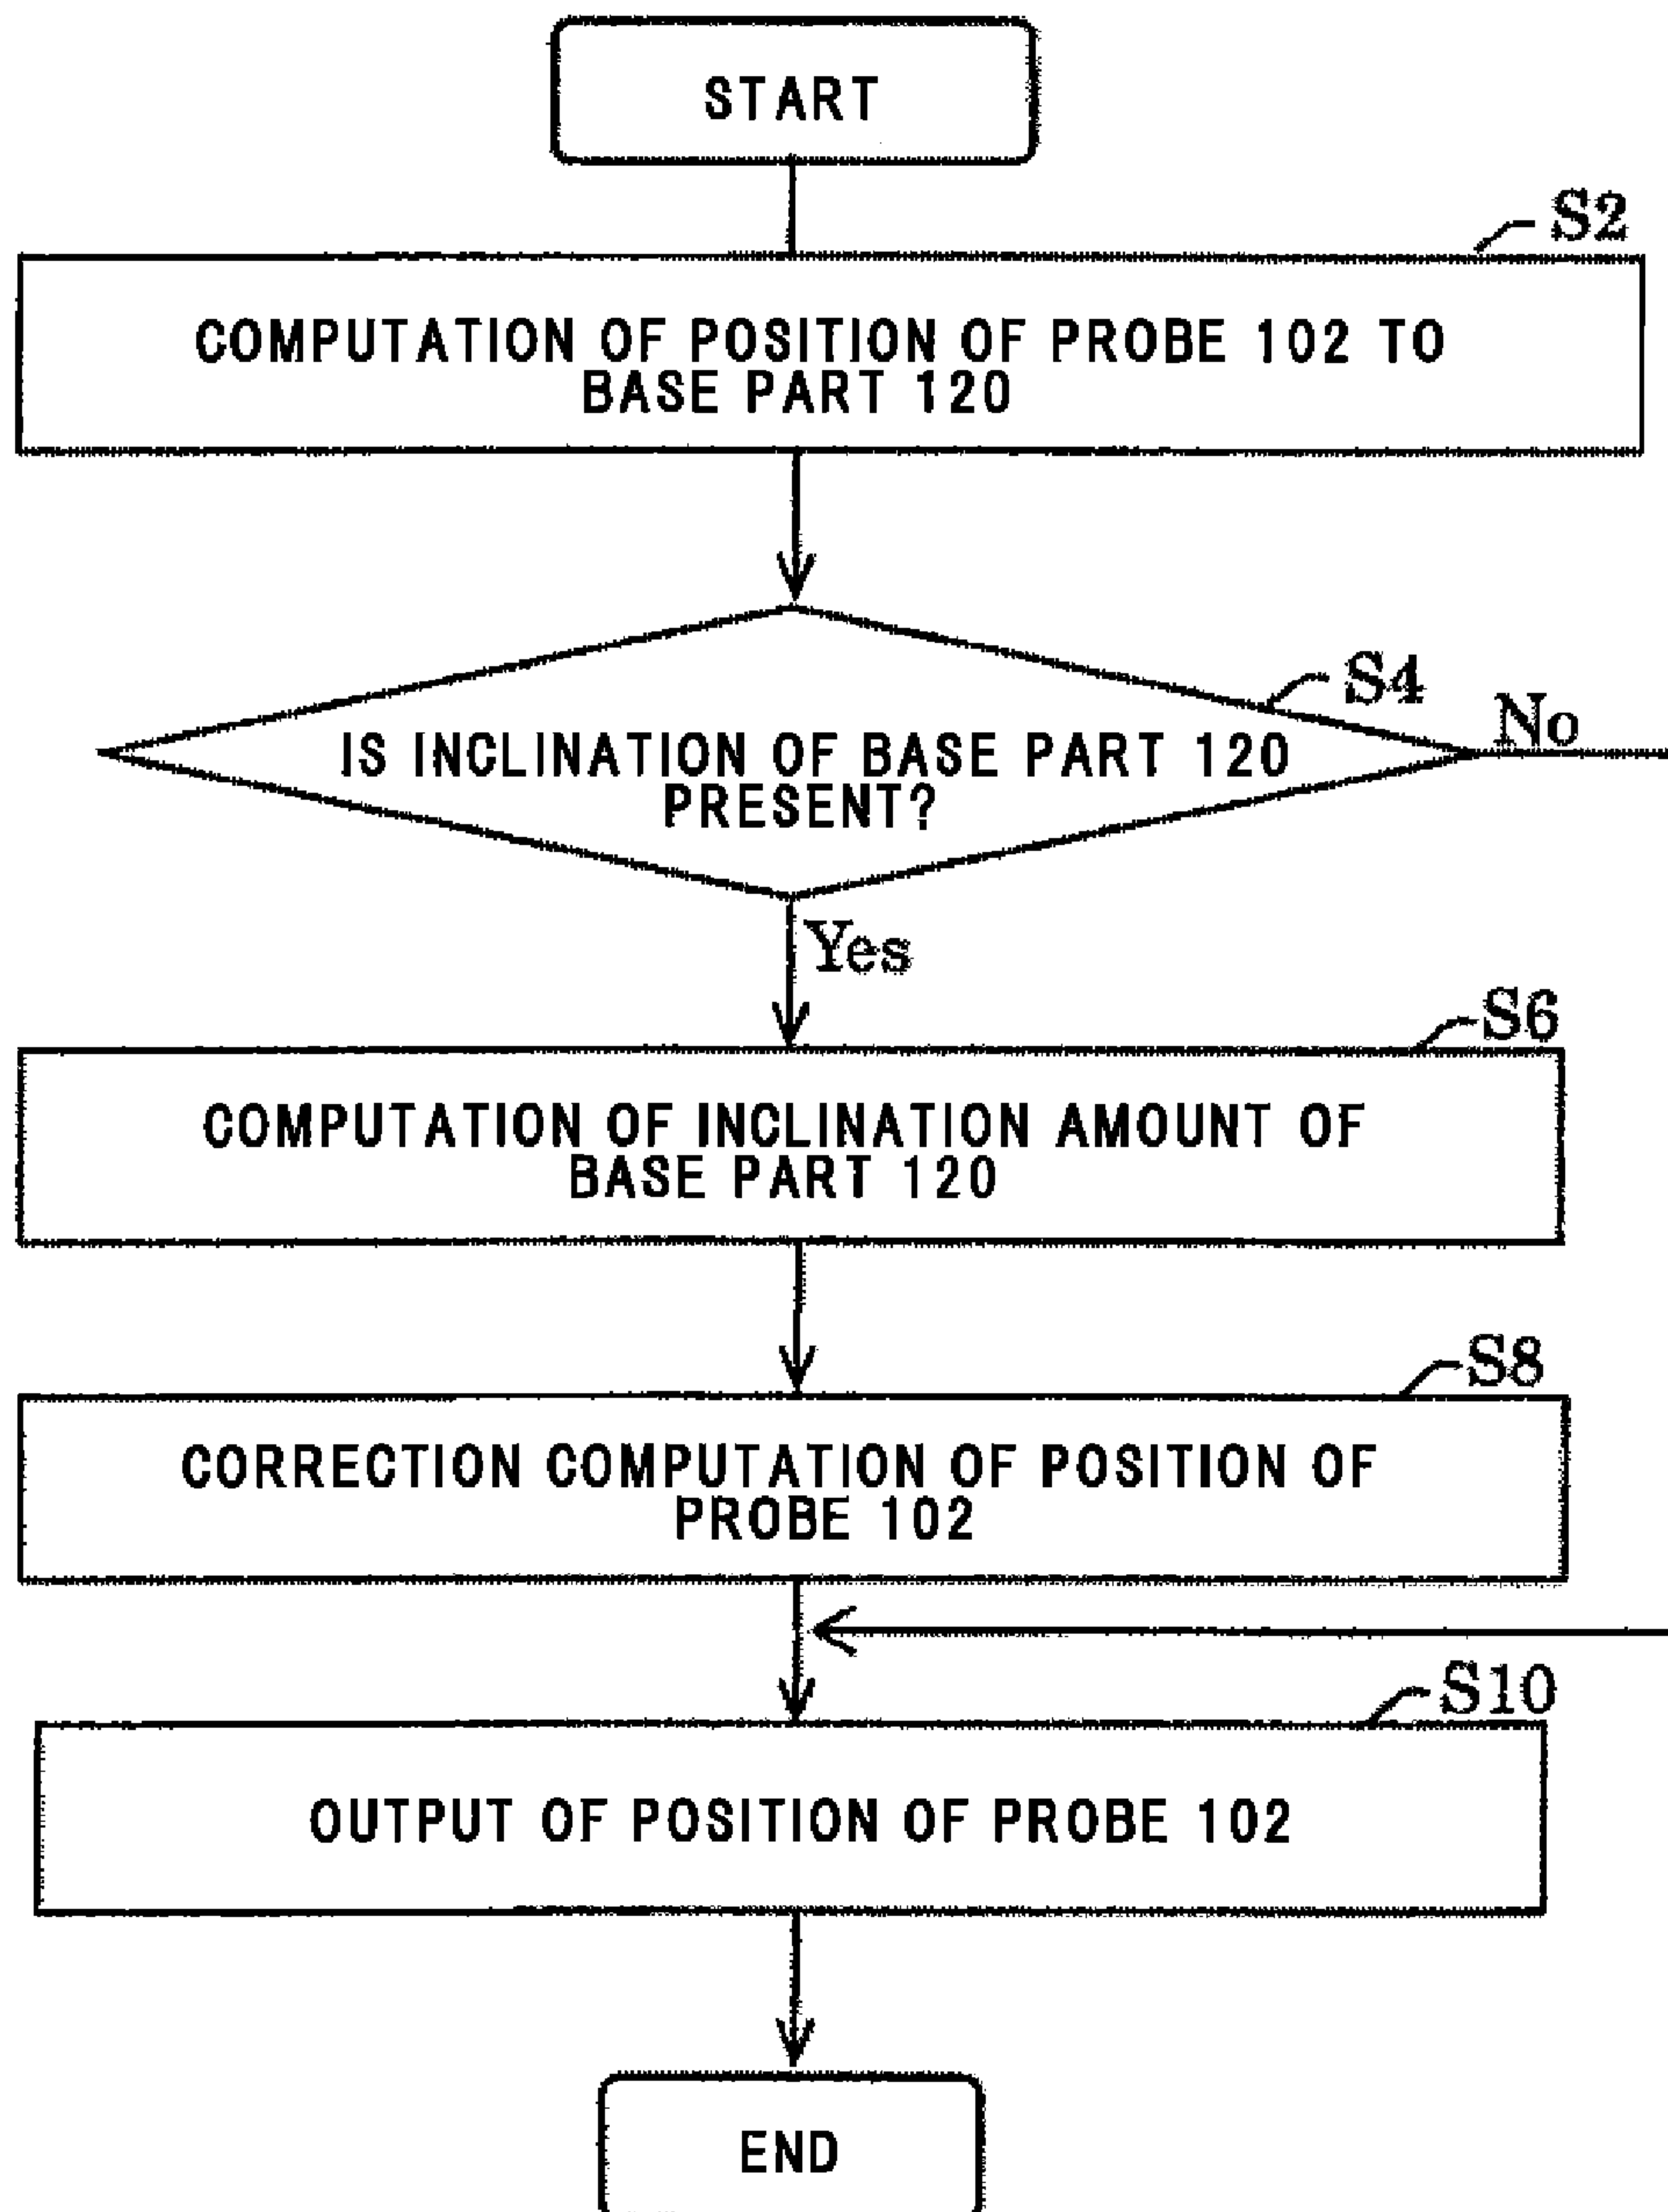 START
S2
COMPUTATION OF POSITION OF PROBE 102 TO
BASE PART 120
S4
No
IS INCLINATION OF BASE PART 120
PRESENT?
Yes
S6
COMPUTATION OF INCLINATION AMOUNT OF
BASE PART 120
S8
CORRECTION COMPUTATION OF POSITION OF
PROBE 102
S10
OUTPUT OF POSITION OF PROBE 102
END